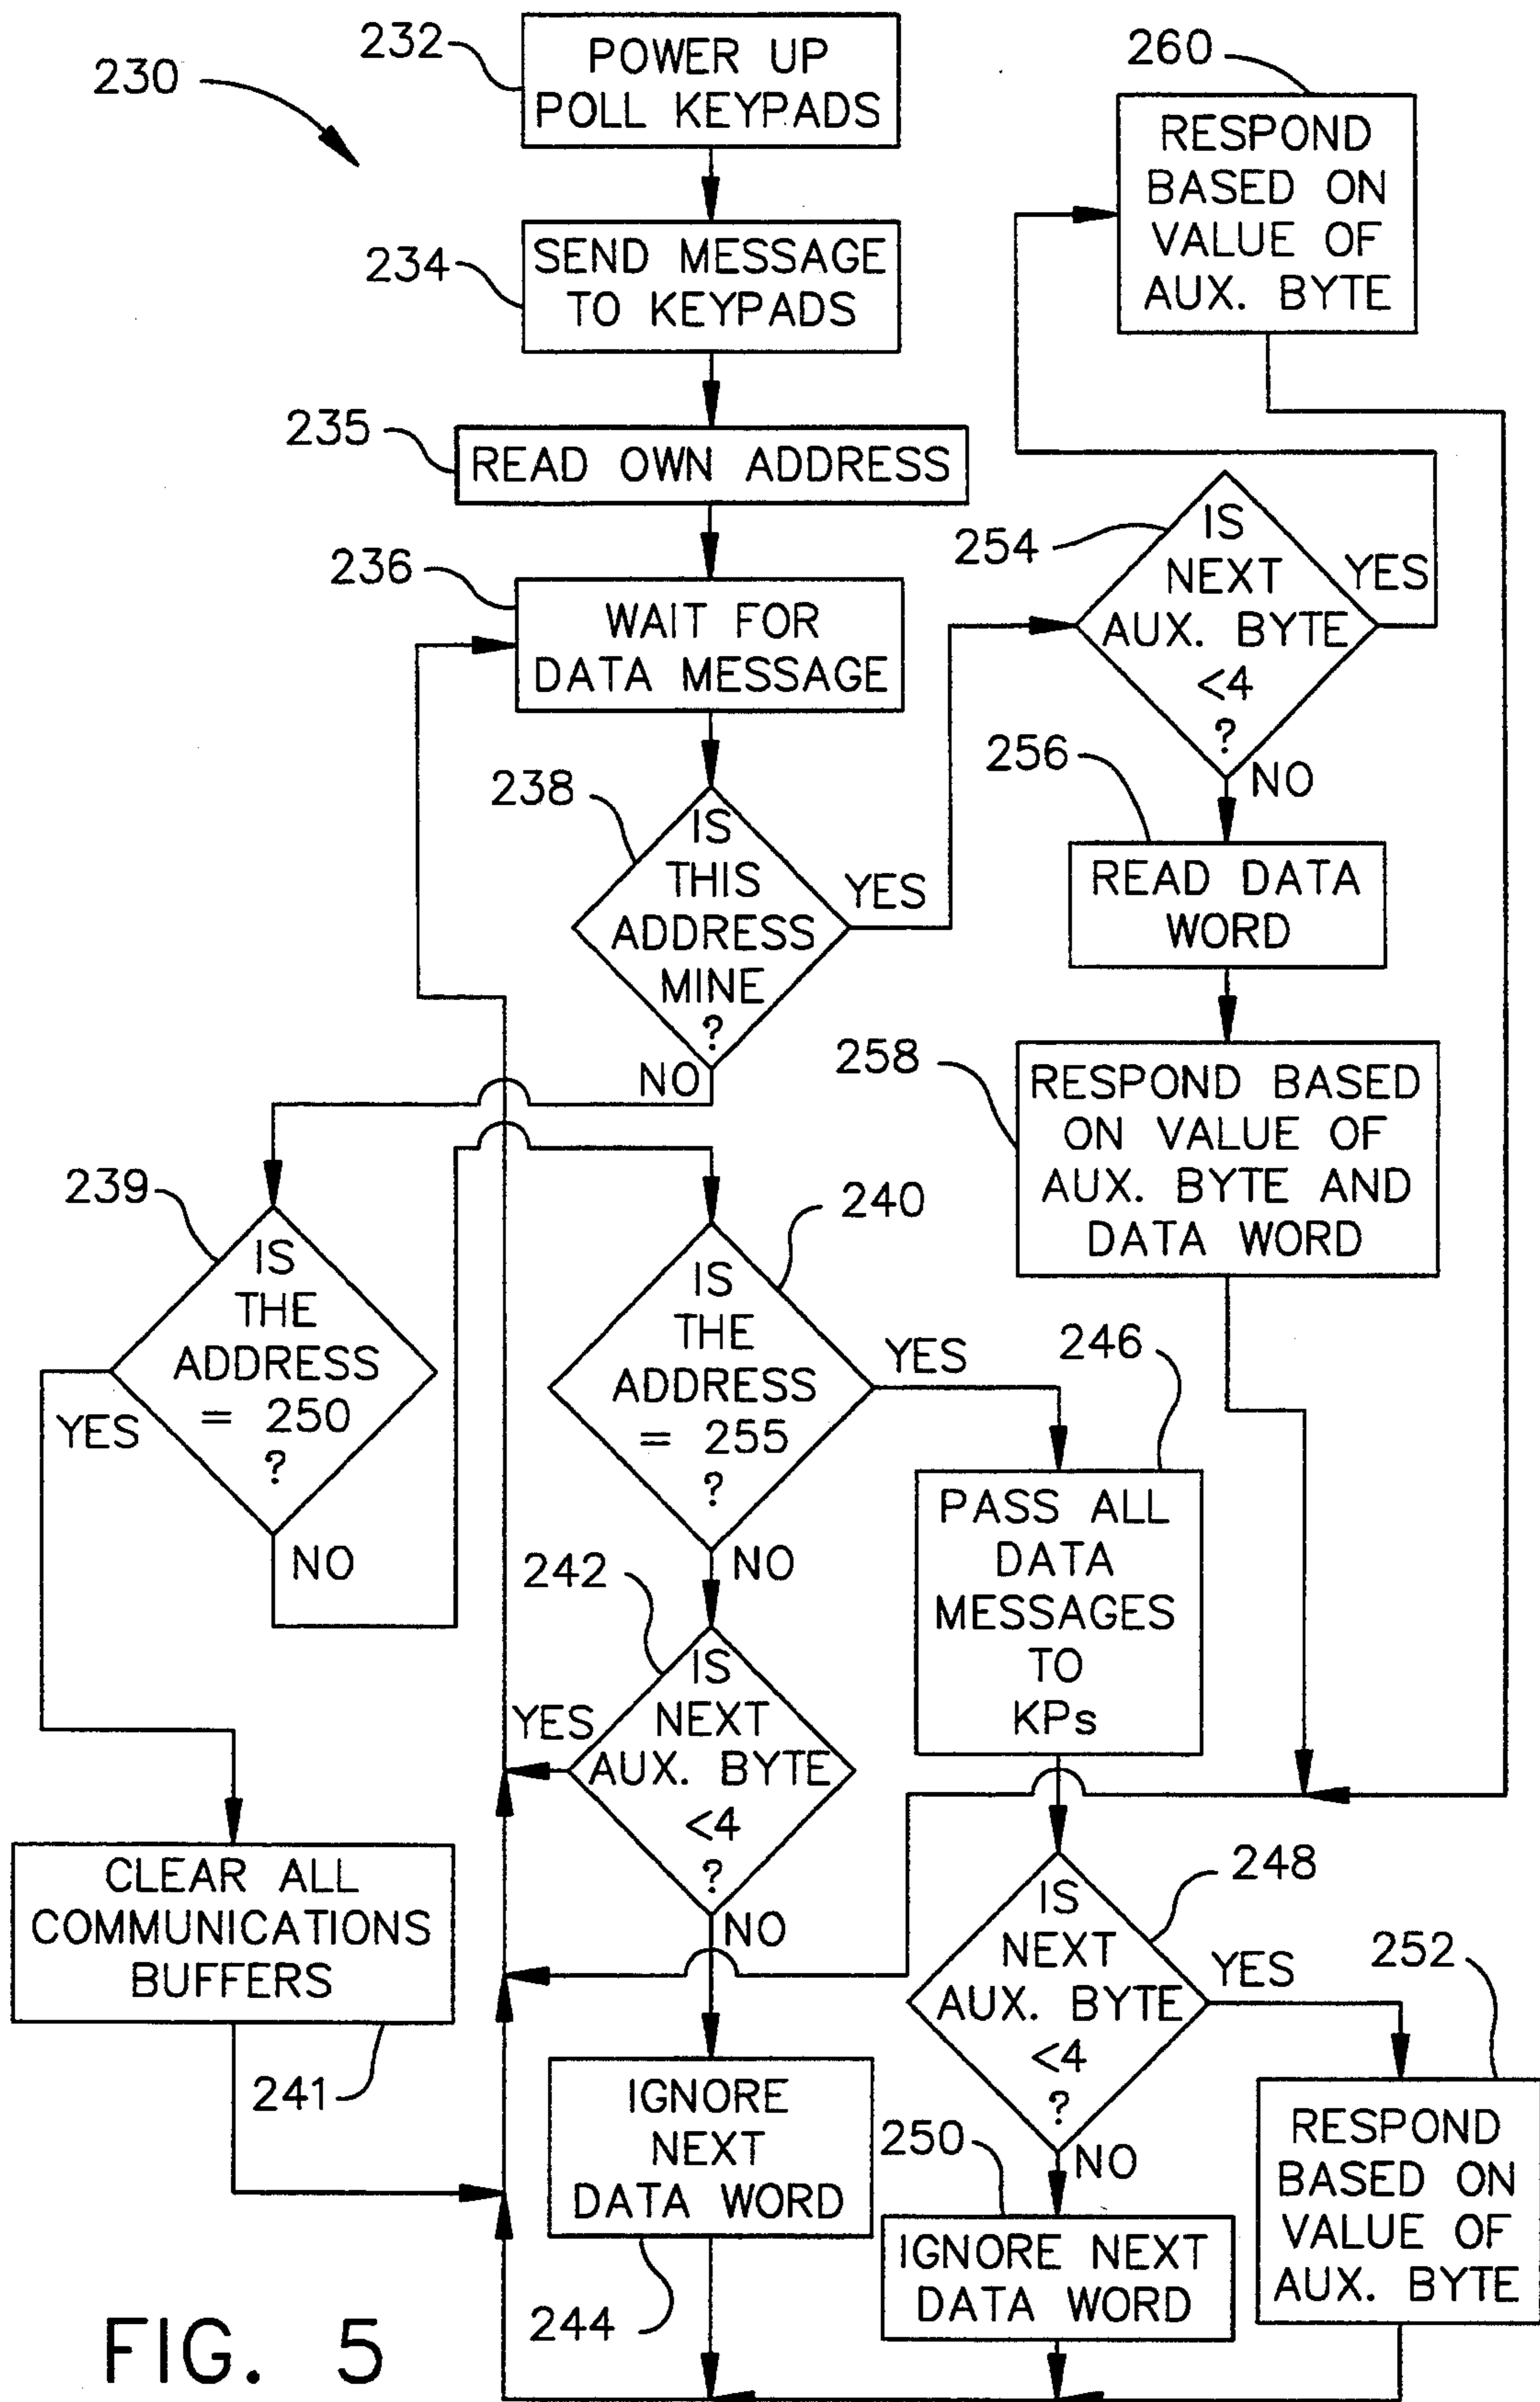 230
232
POWER UP
POLL KEYPADS
234
SEND MESSAGE
TO KEYPADS
235
READ OWN ADDRESS
236
WAIT FOR
DATA MESSAGE
238
IS
THIS
ADDRESS
MINE
?
YES
NO
260
RESPOND
BASED ON
VALUE OF
AUX. BYTE
254
IS
NEXT
AUX. BYTE
<4
?
YES
NO
256
READ DATA
WORD
258
RESPOND BASED
ON VALUE OF
AUX. BYTE AND
DATA WORD
239
IS
THE
ADDRESS
= 250
?
YES
NO
240
IS
THE
ADDRESS
= 255
?
YES
NO
246
PASS ALL
DATA
MESSAGES
TO
KPs
242
IS
NEXT
AUX. BYTE
<4
?
YES
NO
CLEAR ALL
COMMUNICATIONS
BUFFERS
241
248
IS
NEXT
AUX. BYTE
<4
?
YES
NO
252
RESPOND
BASED ON
VALUE OF
AUX. BYTE
IGNORE
NEXT
DATA WORD
244
250
IGNORE NEXT
DATA WORD
FIG. 5